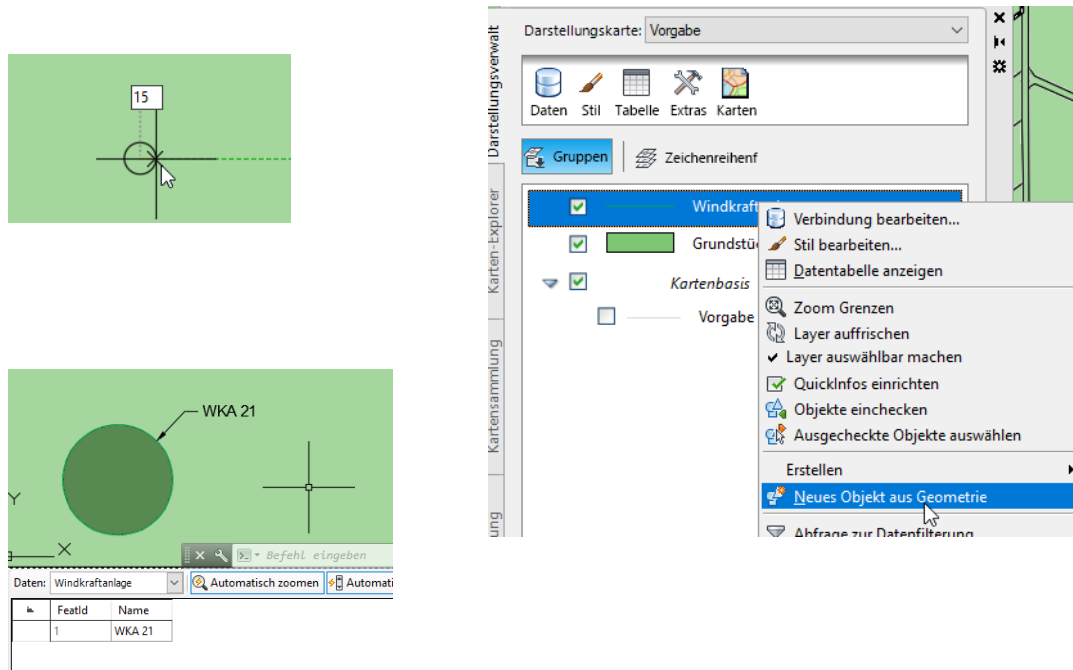 15
WKA 21
Y
X
Befehl eingeben
Daten: Windkraftanlage Automatisch zoomen Automati
FeatId Name
1 WKA 21
Darstellungsverwalt
Karten-Explorer
Kartensammlung
ung
Darstellungskarte: Vorgabe
Daten Stil Tabelle Extras Karten
Gruppen Zeichenreihenf
Windkraft
Grundstü
Kartenbasis
Vorgabe
Verbindung bearbeiten...
Stil bearbeiten...
Datentabelle anzeigen
Zoom Grenzen
Layer auffrischen
Layer auswählbar machen
QuickInfos einrichten
Objekte einchecken
Ausgecheckte Objekte auswählen
Erstellen
Neues Objekt aus Geometrie
Abfrage zur Datenfilterung